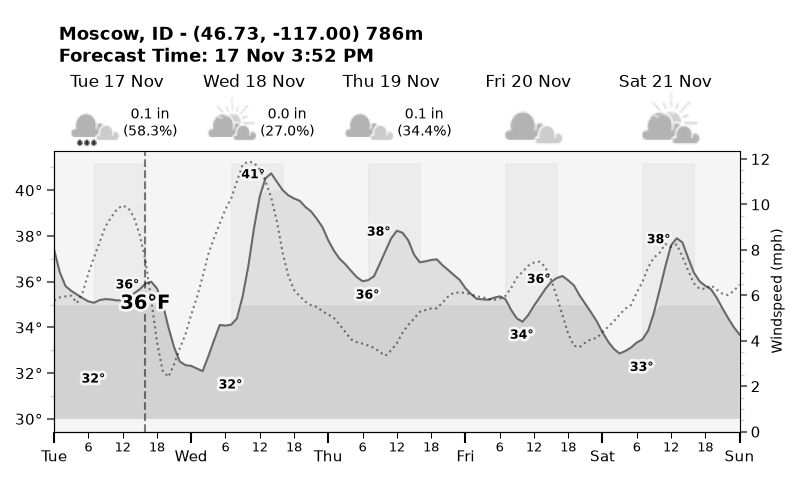 Moscow, ID - (46.73, -117.00) 786m
Forecast Time: 17 Nov 3:52 PM
Tue 17 Nov Wed 18 Nov Thu 19 Nov Fri 20 Nov Sat 21 Nov
0.1 in 0.0 in 0.1 in
(58.3%) (27.0%) (34.4%)
40° 38° 36° 34° 32° 30°
36° 36°F 32° 41° 32° 38° 36° 36° 34° 38° 33°
12 10 8 6 4 2 0
Windspeed (mph)
6 12 18 6 12 18 6 12 18 6 12 18 6 12 18
Tue Wed Thu Fri Sat Sun